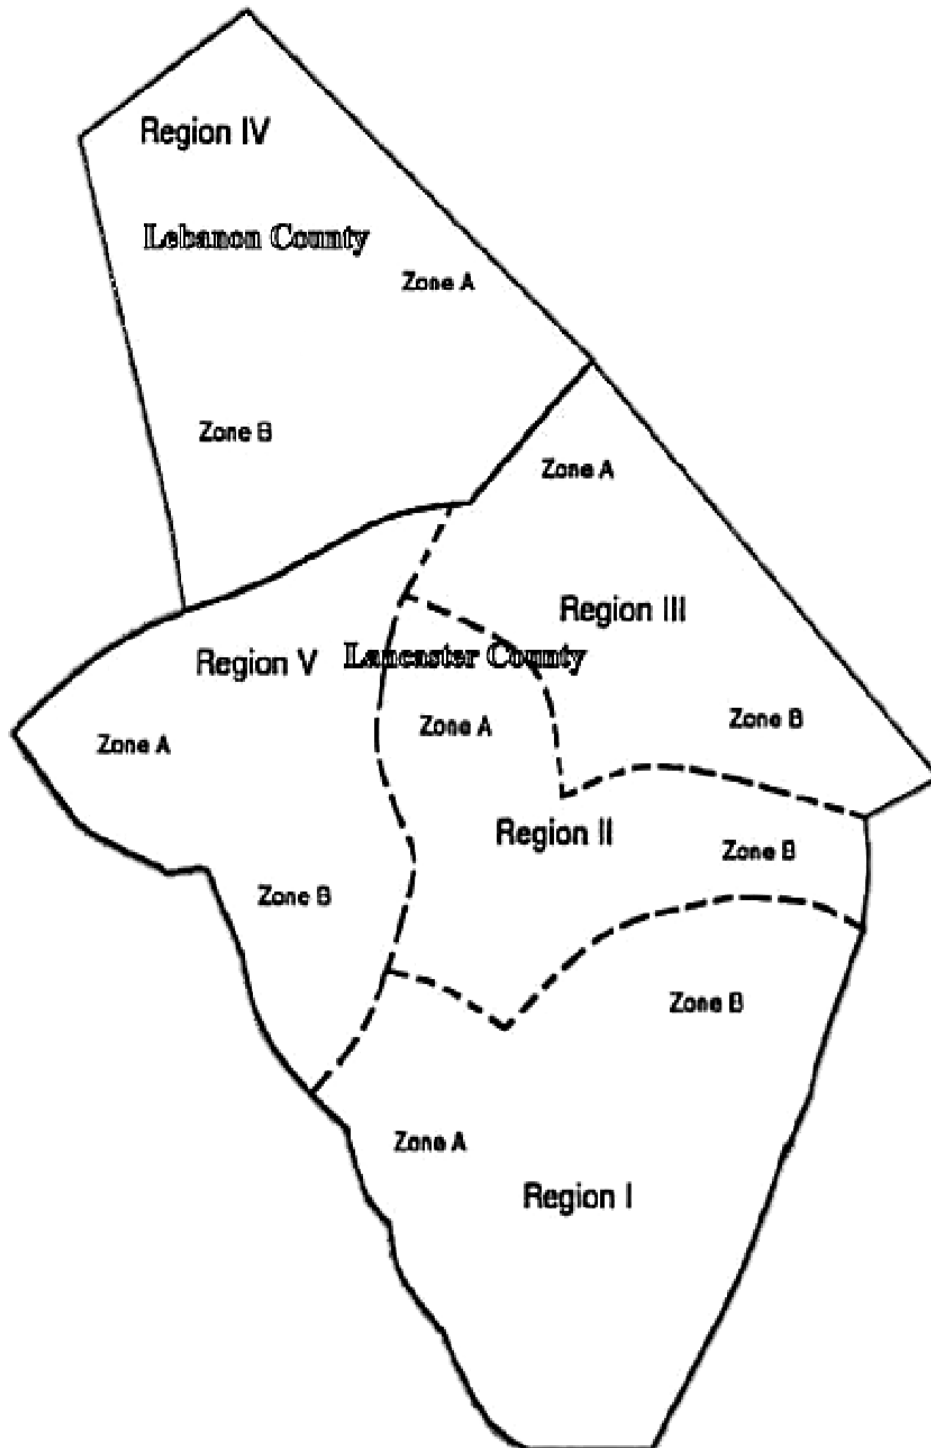 Region IV
Lebanon County
Zone A
Zone B
Zone A
Region III
Region V
Lancaster County
Zone A
Zone B
Zone A
Region II
Zone B
Zone B
Zone B
Zone A
Region I